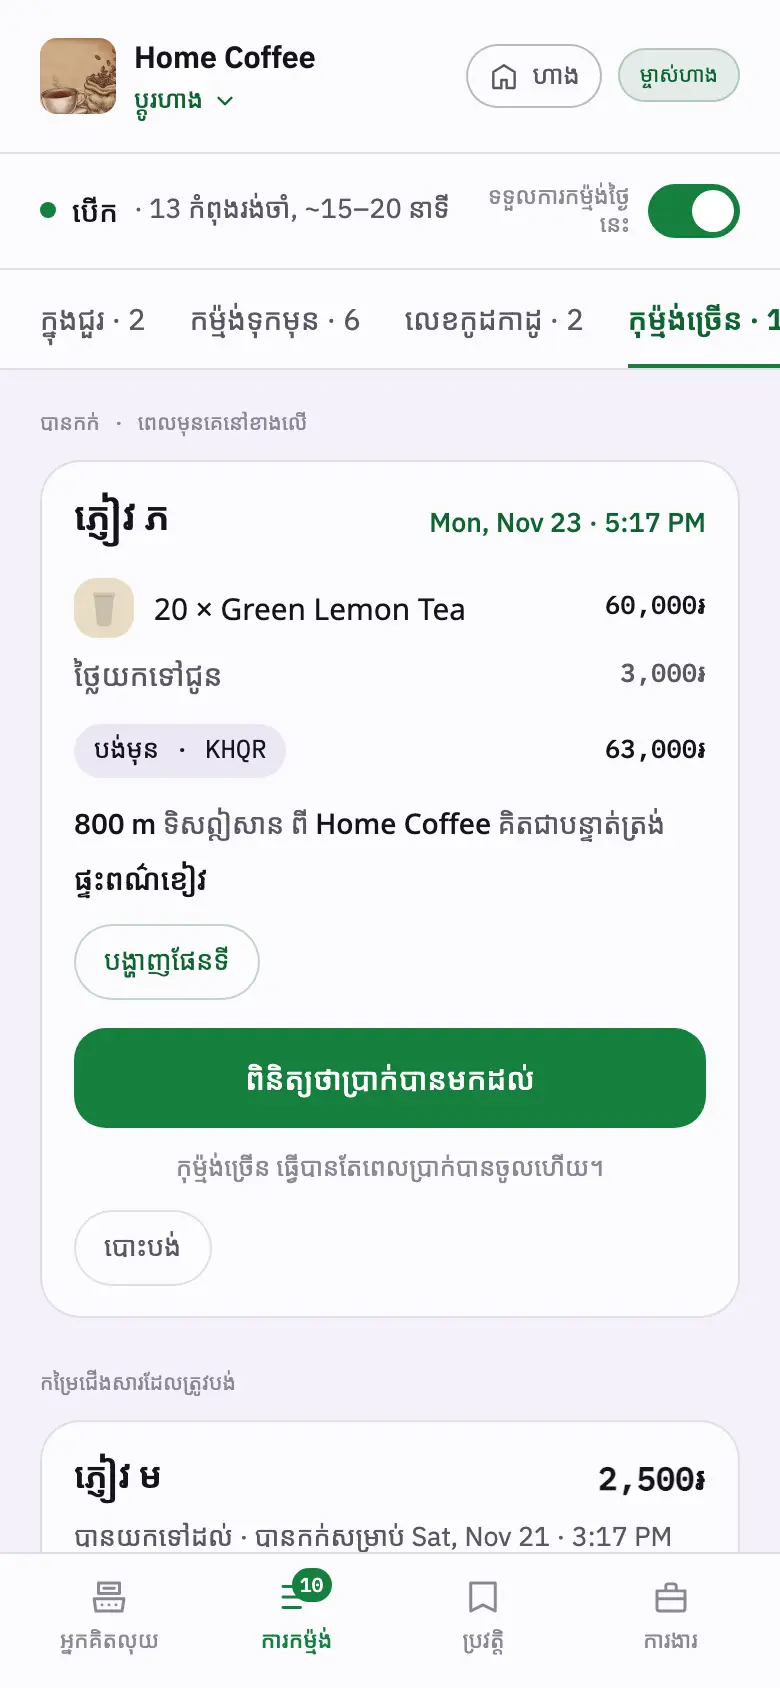 Home Coffee
ប្ដូរហាង
ហាង
ម្ចាស់ហាង
បើក · 13 កំពុងរង់ចាំ, ~15–20 នាទី
ទទួលការកម្ម៉ង់ថ្ងៃ
នេះ
ក្នុងជួរ · 2
កម្ម៉ង់ទុកមុន · 6
លេខកូដកាដូ · 2
កុម្ម៉ង់ច្រើន · 1
បានកក់ · ពេលមុនគេនៅខាងលើ
ភ្ញៀវ ភ
Mon, Nov 23 · 5:17 PM
20 × Green Lemon Tea
60,000៛
ថ្លៃយកទៅជូន
3,000៛
បង់មុន · KHQR
63,000៛
800 m ទិសឦសាន ពី Home Coffee គិតជាបន្ទាត់ត្រង់
ផ្ទះពណ៌ខៀវ
បង្ហាញផែនទី
ពិនិត្យថាប្រាក់បានមកដល់
កុម្ម៉ង់ច្រើន ធ្វើបានតែពេលប្រាក់បានចូលហើយ។
បោះបង់
កម្រៃជើងសារដែលត្រូវបង់
ភ្ញៀវ ម
2,500៛
បានយកទៅដល់ · បានកក់សម្រាប់ Sat, Nov 21 · 3:17 PM
10
អ្នកគិតលុយ
ការកម្ម៉ង់
ប្រវត្តិ
ការងារ